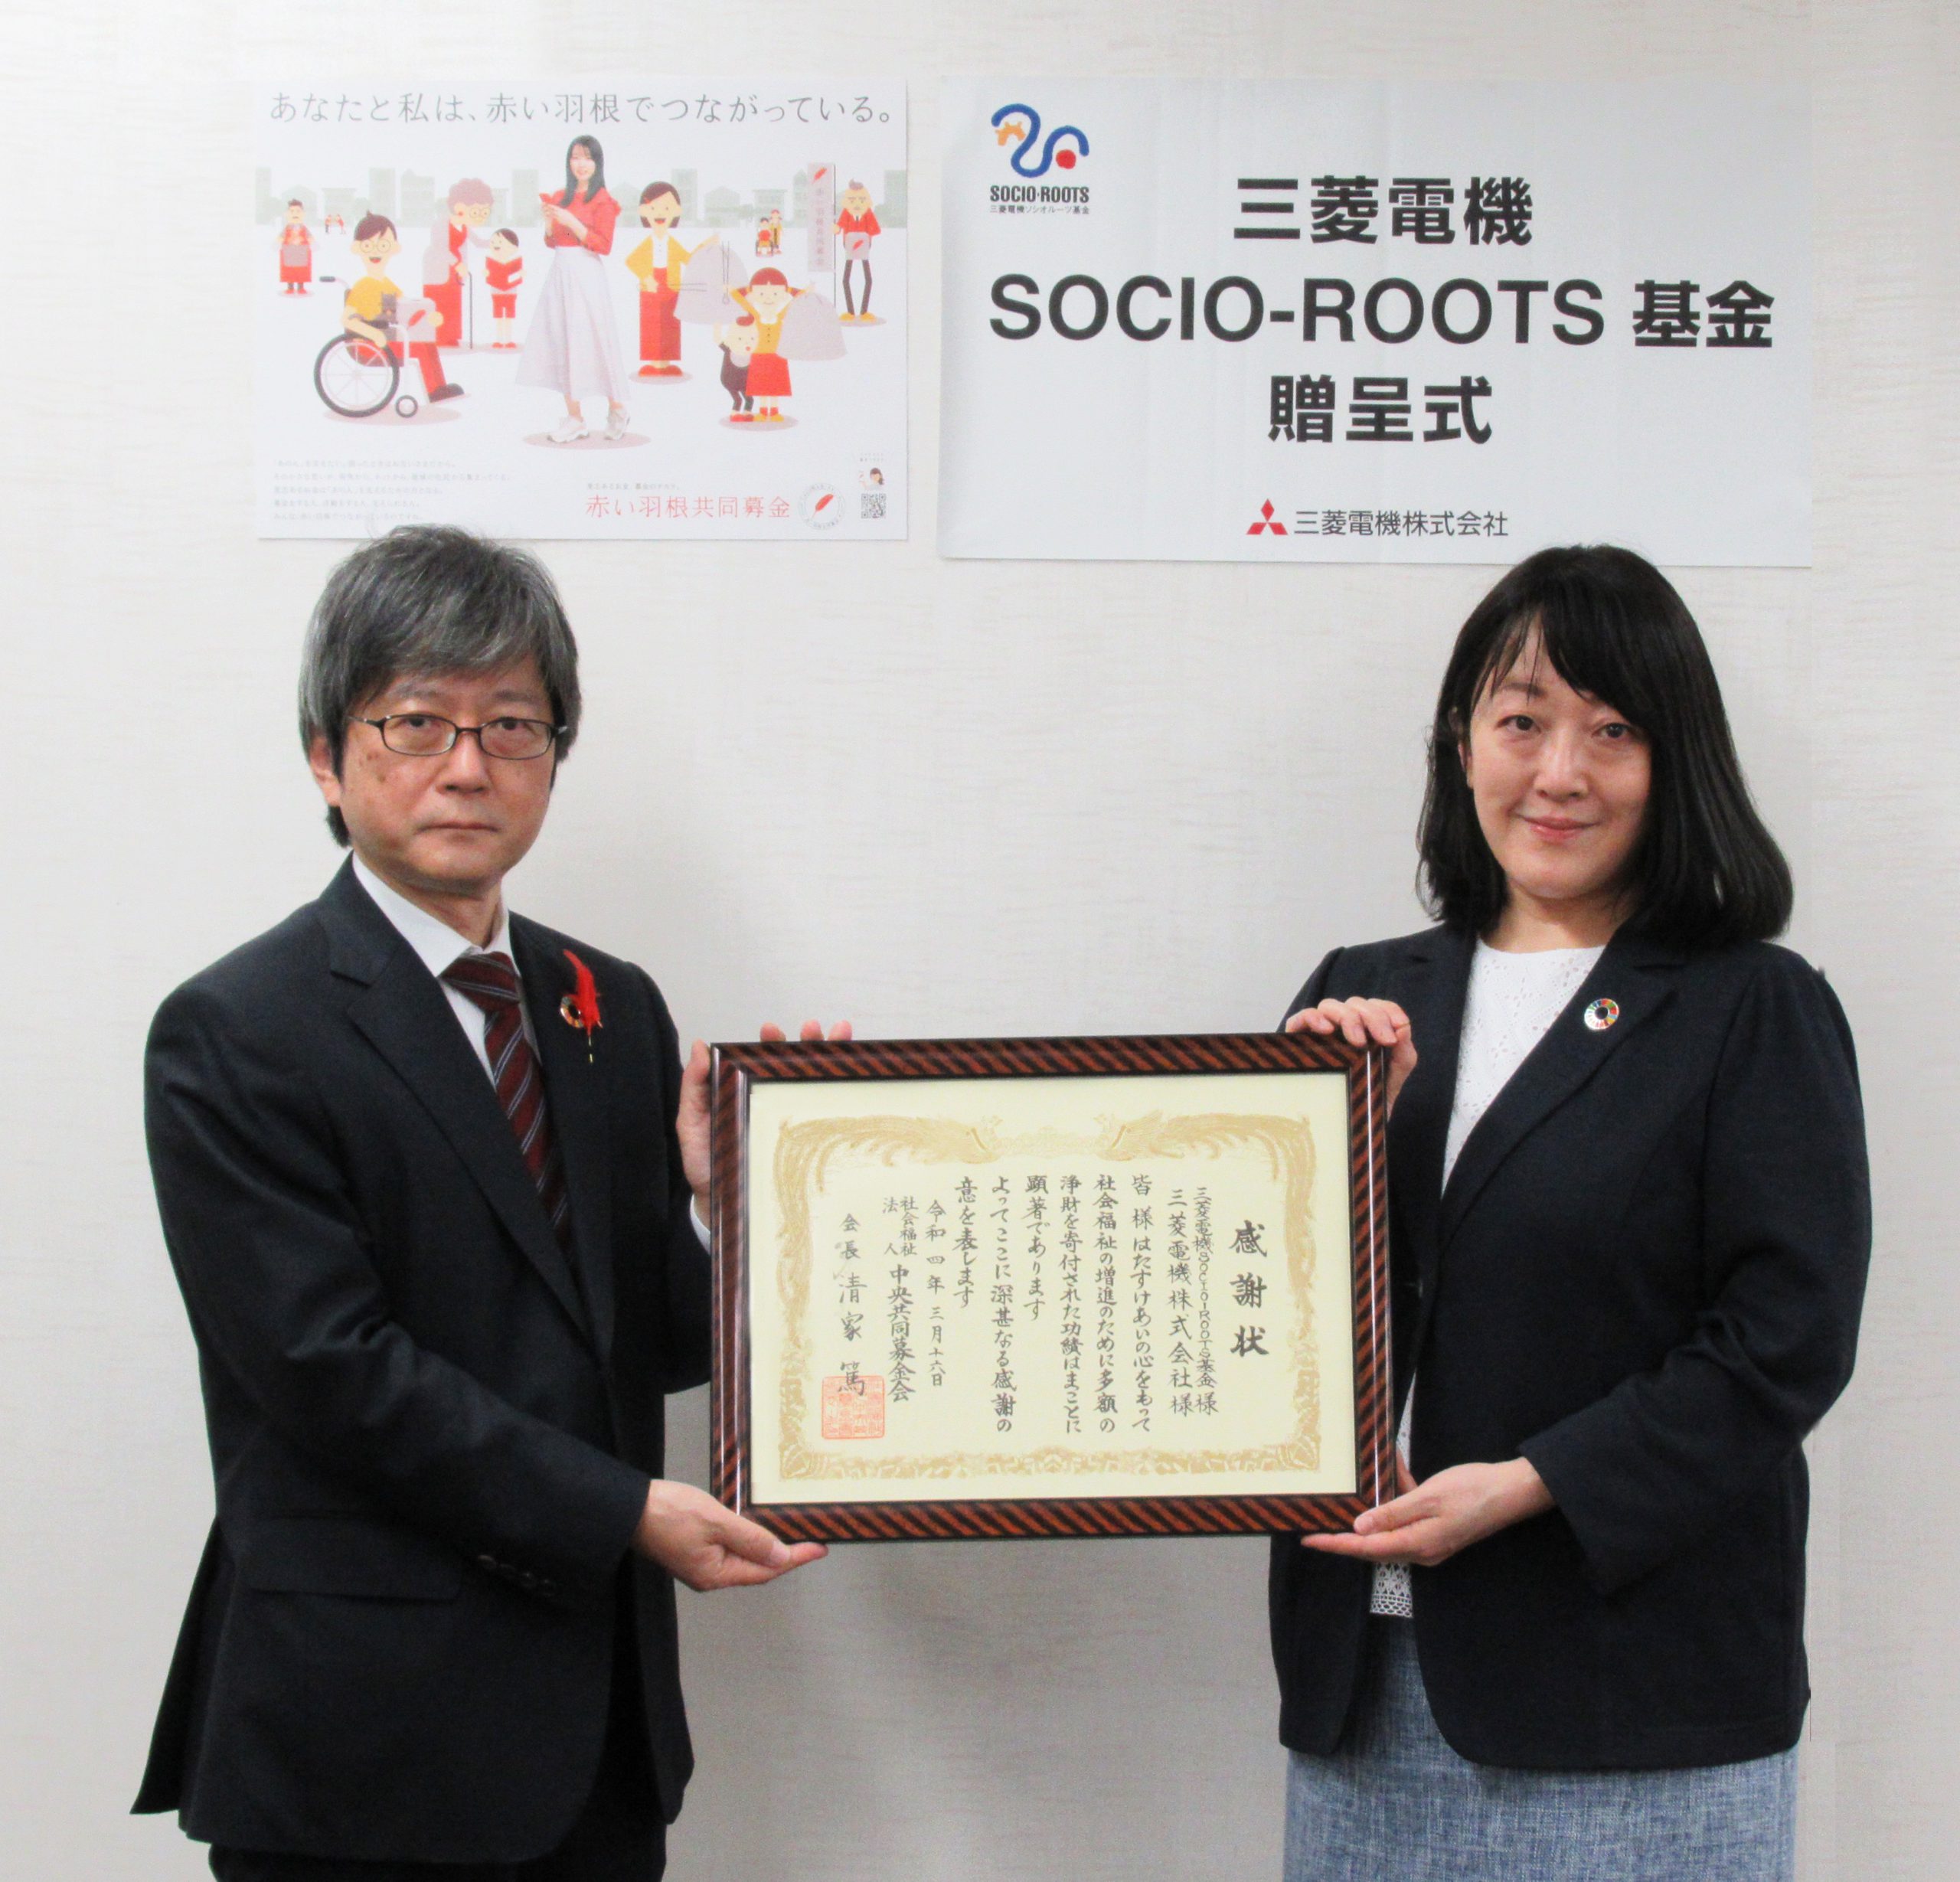 あなたと私は、赤い羽根でつながっている。
赤い羽根共同募金
SOCIO-ROOTS
三菱電機ソシオルーツ基金
三菱電機
SOCIO-ROOTS 基金
贈呈式
三菱電機株式会社
感謝状
三菱電機SOCIO-ROOTS基金様
三菱電機株式会社様
皆様はたすけあいの心をもって
社会福祉の増進のために多額の
浄財を寄付された功績はまことに
顕著であります
よってここに深甚なる感謝の
意を表します
令和四年三月十六日
社会福祉法人 中央共同募金会
会長 清家 篤